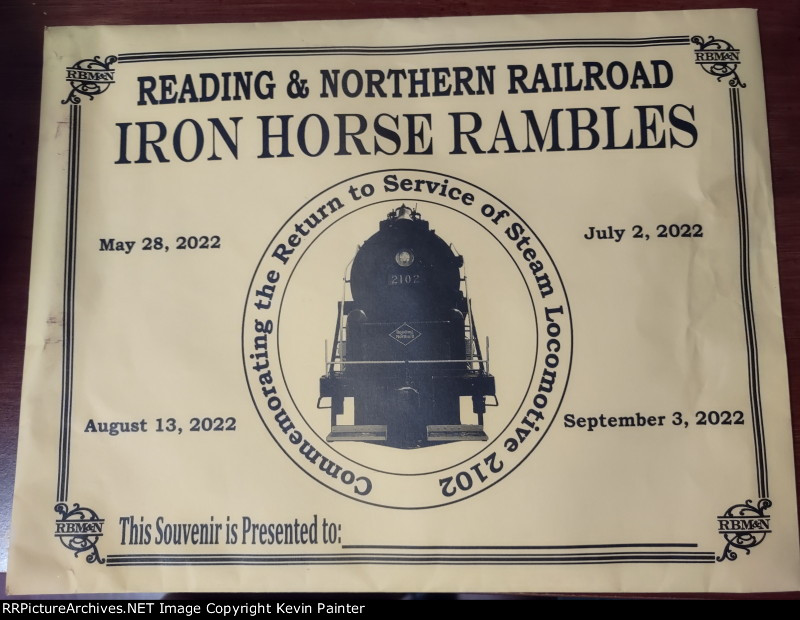 RBM&N
RBM&N
READING & NORTHERN RAILROAD
IRON HORSE RAMBLES
Commemorating the Return to Service of Steam Locomotive 2102
May 28, 2022
July 2, 2022
2102
August 13, 2022
September 3, 2022
RBM&N
This Souvenir is Presented to:
RBM&N
RRPictureArchives.NET Image Copyright Kevin Painter